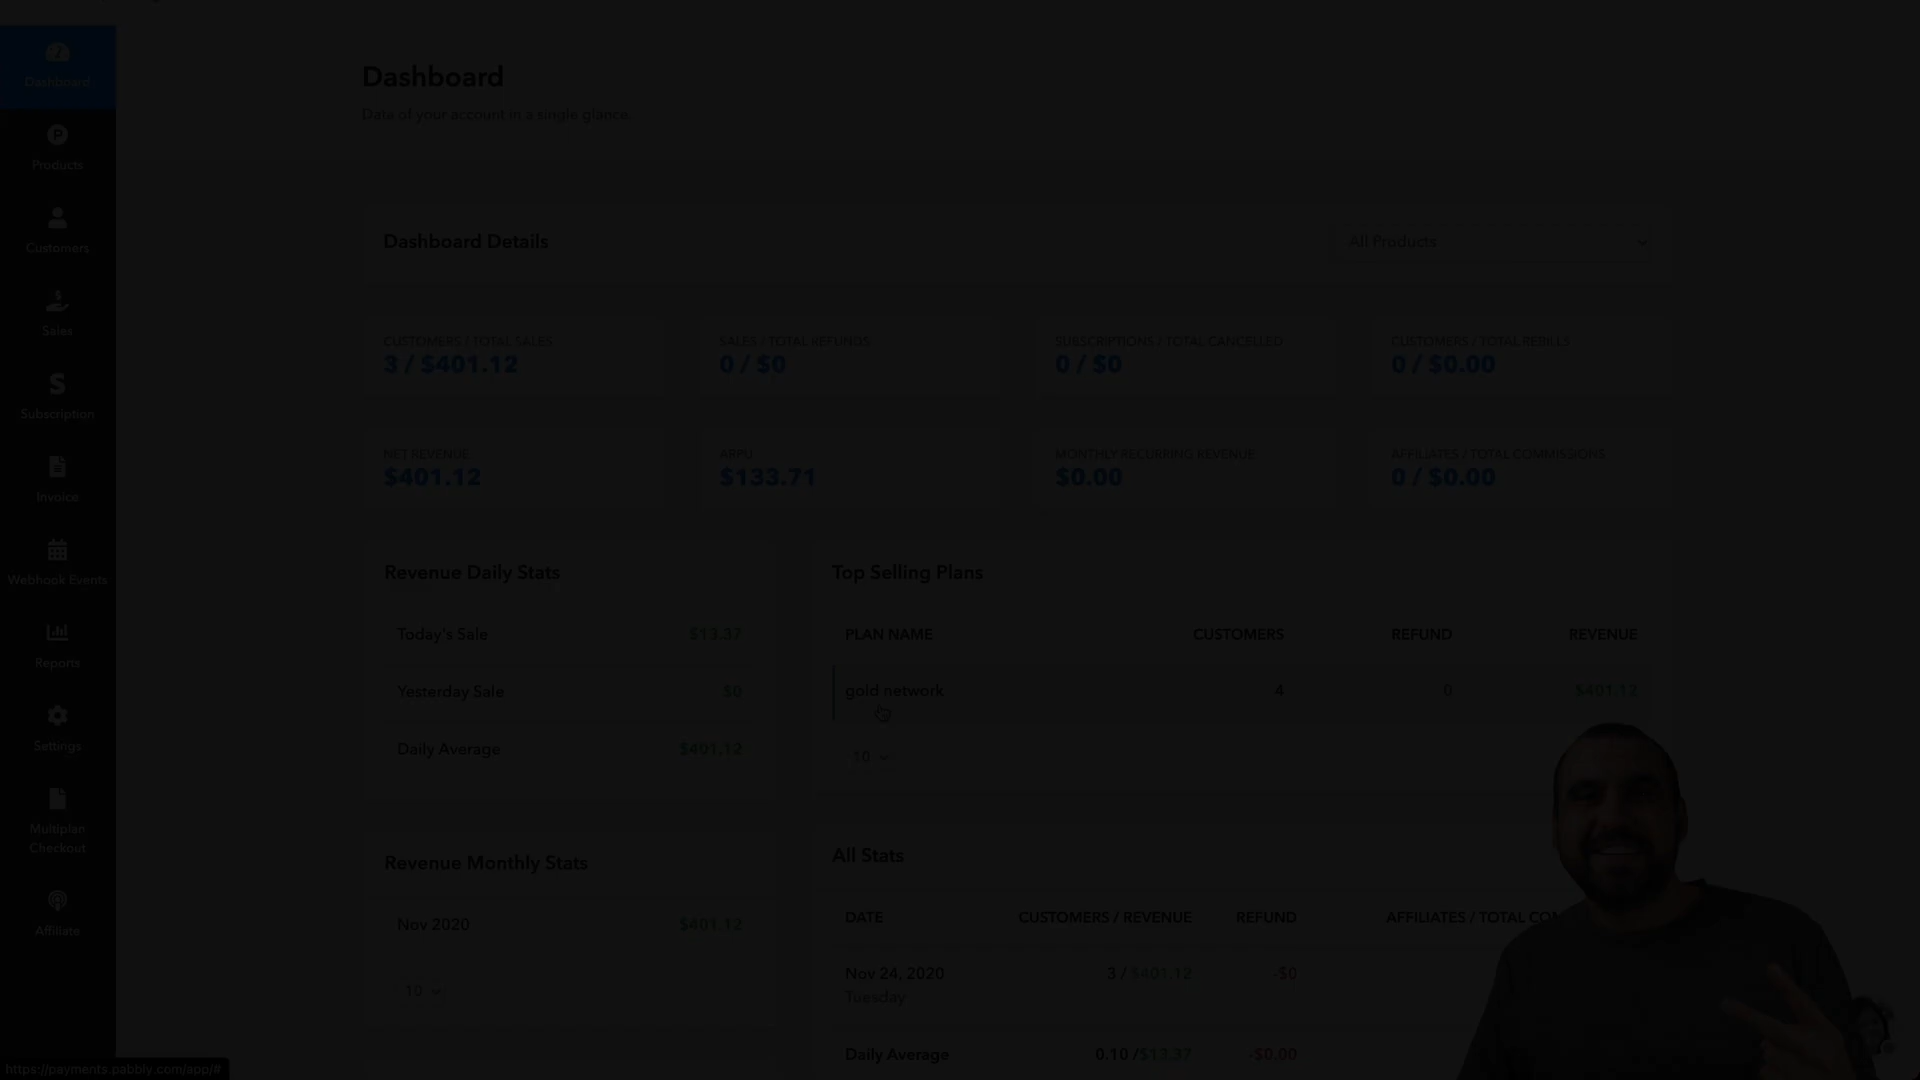 Dashboard
Products
Customers
Sales
Subscription
Invoice
Webhook Events
Reports
Settings
Multiplan
Checkout
Affiliate
Dashboard
Data of your account in a single glance.
Dashboard Details
All Products
CUSTOMERS / TOTAL SALES
3 / $401.12
SALES / TOTAL REFUNDS
0 / $0
SUBSCRIPTIONS / TOTAL CANCELLED
0 / $0
CUSTOMERS / TOTAL REBILLS
0 / $0.00
NET REVENUE
$401.12
ARPU
$133.71
MONTHLY RECURRING REVENUE
$0.00
AFFILIATES / TOTAL COMMISSIONS
0 / $0.00
Revenue Daily Stats
Today's Sale $13.37
Yesterday Sale $0
Daily Average $401.12
Top Selling Plans
PLAN NAME CUSTOMERS REFUND REVENUE
gold network 4 0 $401.12
10
Revenue Monthly Stats
Nov 2020 $401.12
10
All Stats
DATE CUSTOMERS / REVENUE REFUND AFFILIATES / TOTAL COM
Nov 24, 2020 3 / $401.12 -$0
Tuesday
Daily Average 0.10 /$13.37 -$0.00
https://payments.pabbly.com/app/#